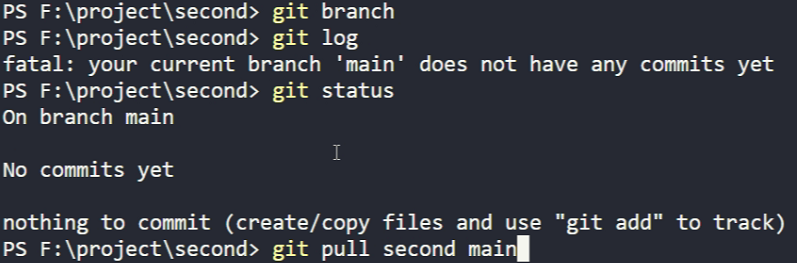 PS F:\project\second> git branch
PS F:\project\second> git log
fatal: your current branch 'main' does not have any commits yet
PS F:\project\second> git status
On branch main
No commits yet
nothing to commit (create/copy files and use "git add" to track)
PS F:\project\second> git pull second main